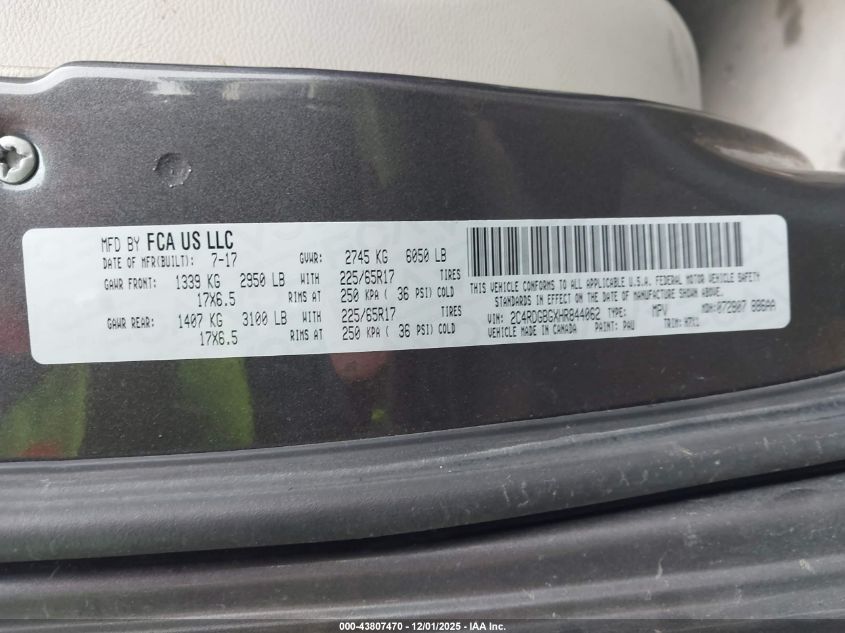 MFD BY FCA US LLC
DATE OF MFR(BUILT): 7-17 GVWR: 2745 KG 6050 LB
GAWR FRONT: 1339 KG 2950 LB WITH 225/65R17 TIRES
17X6.5 RIMS AT 250 KPA ( 36 PSI) COLD
GAWR REAR: 1407 KG 3100 LB WITH 225/65R17 TIRES
17X6.5 RIMS AT 250 KPA ( 36 PSI) COLD
THIS VEHICLE CONFORMS TO ALL APPLICABLE U.S.A. FEDERAL MOTOR VEHICLE SAFETY
STANDARDS IN EFFECT ON THE DATE OF MANUFACTURE SHOWN ABOVE.
VIN: 2C4RDGBGXHR844062 TYPE: MPV MDH:072807
VEHICLE MADE IN CANADA PAINT: PAU TRIM:
000-43807470 • 12/01/2025 • IAA Inc.